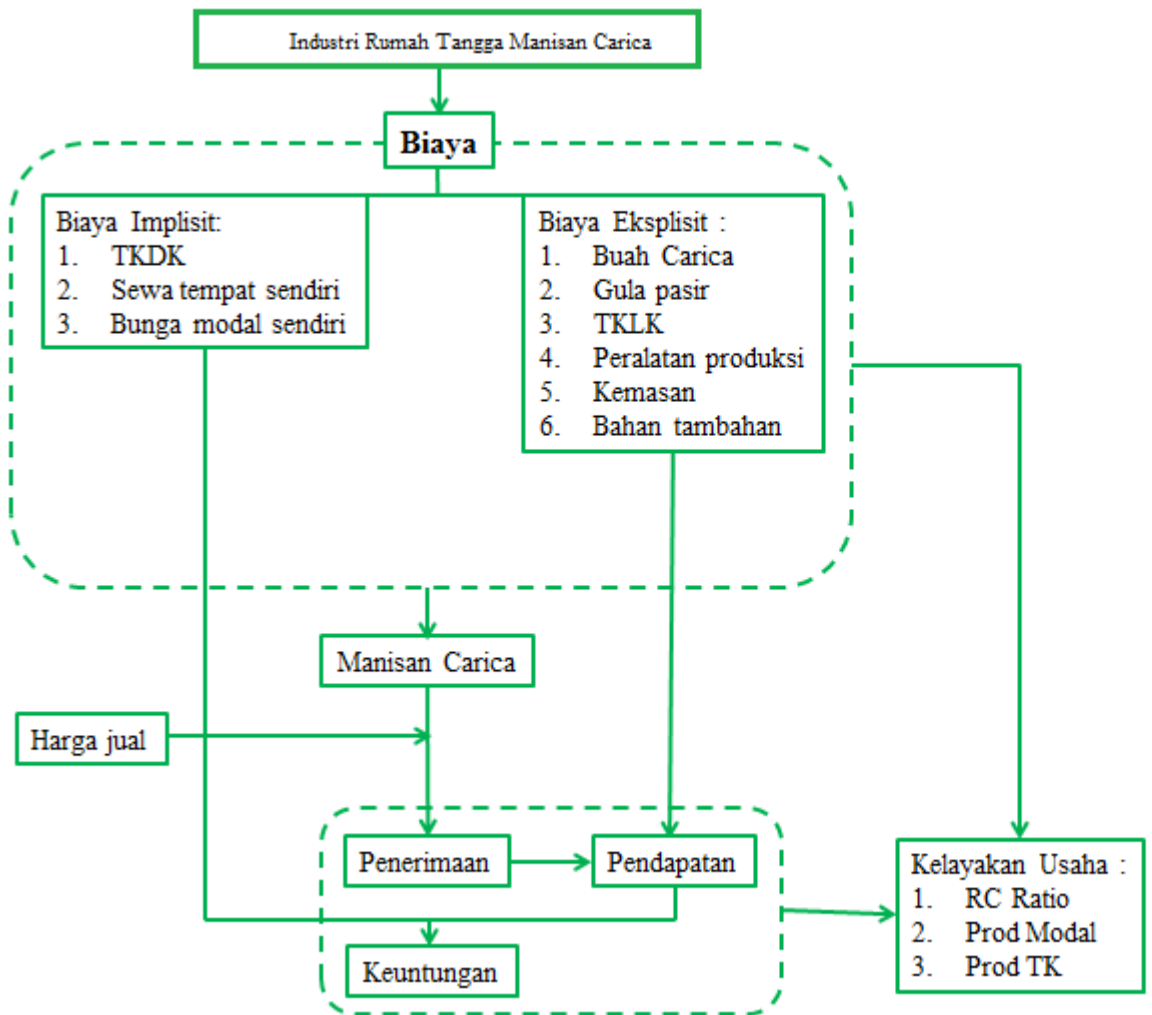 Industri Rumah Tangga Manisan Carica
Biaya
Biaya Implisit:
1. TKDK
2. Sewa tempat sendiri
3. Bunga modal sendiri
Biaya Eksplisit :
1. Buah Carica
2. Gula pasir
3. TKLK
4. Peralatan produksi
5. Kemasan
6. Bahan tambahan
Manisan Carica
Harga jual
Penerimaan
Pendapatan
Keuntungan
Kelayakan Usaha :
1. RC Ratio
2. Prod Modal
3. Prod TK